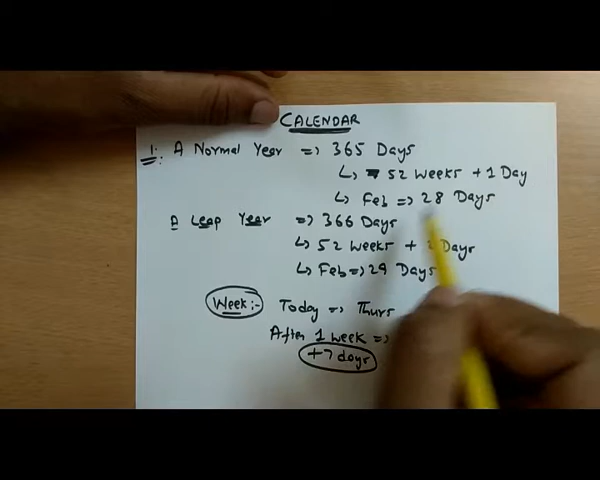 CALENDAR
1. A Normal Year => 365 Days
↳ 52 weeks + 1 Day
↳ Feb => 28 Days
A Leap Year => 366 Days
↳ 52 weeks + Days
↳ Feb => 29 Days
Week:- Today => Thurs
After 1 week =>
+7 days